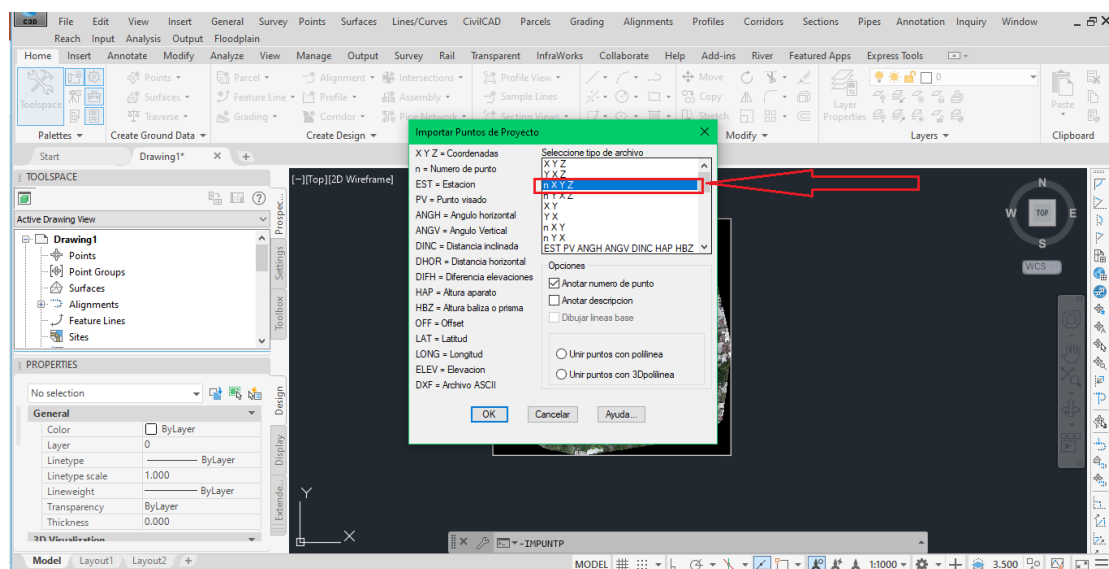 C3D File Edit View Insert General Survey Points Surfaces Lines/Curves CivilCAD Parcels Grading Alignments Profiles Corridors Sections Pipes Annotation Inquiry Window
Reach Input Analysis Output Floodplain
Home Insert Annotate Modify Analyze View Manage Output Survey Rail Transparent InfraWorks Collaborate Help Add-ins River Featured Apps Express Tools
Toolspace
Points
Surfaces
Traverse
Parcel
Feature Line
Grading
Alignment
Profile
Corridor
Intersections
Assembly
Pipe Network
Profile View
Sample Lines
Section Views
Move
Copy
Stretch
Layer
Properties
0
Paste
Palettes
Create Ground Data
Create Design
Modify
Layers
Clipboard
Start
Drawing1*
TOOLSPACE
Active Drawing View
Drawing1
Points
Point Groups
Surfaces
Alignments
Feature Lines
Sites
Prospec...
Settings
Toolbox
PROPERTIES
No selection
General
Color ByLayer
Layer 0
Linetype ByLayer
Linetype scale 1.000
Lineweight ByLayer
Transparency ByLayer
Thickness 0.000
3D Visualization
Design
Display
Extende...
[−][Top][2D Wireframe]
Importar Puntos de Proyecto
X Y Z = Coordenadas
n = Numero de punto
EST = Estacion
PV = Punto visado
ANGH = Angulo horizontal
ANGV = Angulo Vertical
DINC = Distancia inclinada
DHOR = Distancia horizontal
DIFH = Diferencia elevaciones
HAP = Altura aparato
HBZ = Altura baliza o prisma
OFF = Offset
LAT = Latitud
LONG = Longitud
ELEV = Elevacion
DXF = Archivo ASCII
Seleccione tipo de archivo
X Y Z
Y X Z
n X Y Z
n Y X Z
X Y
Y X
n X Y
n Y X
EST PV ANGH ANGV DINC HAP HBZ
Opciones
Anotar numero de punto
Anotar descripcion
Dibujar lineas base
Unir puntos con polilinea
Unir puntos con 3Dpolilinea
OK
Cancelar
Ayuda...
N
W TOP E
S
WCS
Y
X
-IMPUNTP
Model Layout1 Layout2 +
MODEL
1:1000
3.500